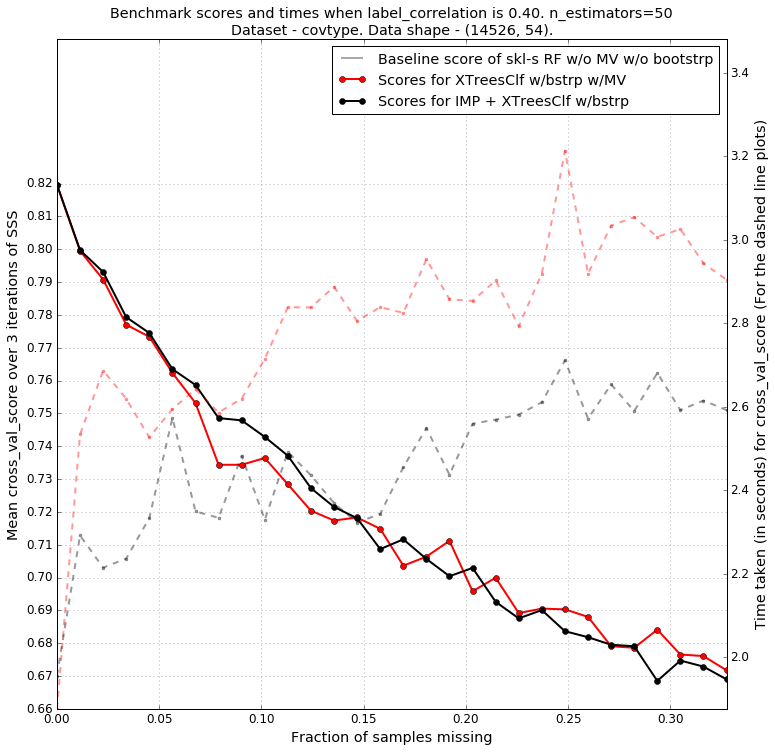 Benchmark scores and times when label_correlation is 0.40. n_estimators=50
Dataset - covtype. Data shape - (14526, 54).
Baseline score of skl-s RF w/o MV w/o bootstrp
Scores for XTreesClf w/bstrp w/MV
Scores for IMP + XTreesClf w/bstrp
Mean cross_val_score over 3 iterations of SSS
0.82
0.81
0.80
0.79
0.78
0.77
0.76
0.75
0.74
0.73
0.72
0.71
0.70
0.69
0.68
0.67
0.66
3.4
3.2
3.0
2.8
2.6
2.4
2.2
2.0
Time taken (in seconds) for cross_val_score (For the dashed line plots)
0.00 0.05 0.10 0.15 0.20 0.25 0.30
Fraction of samples missing